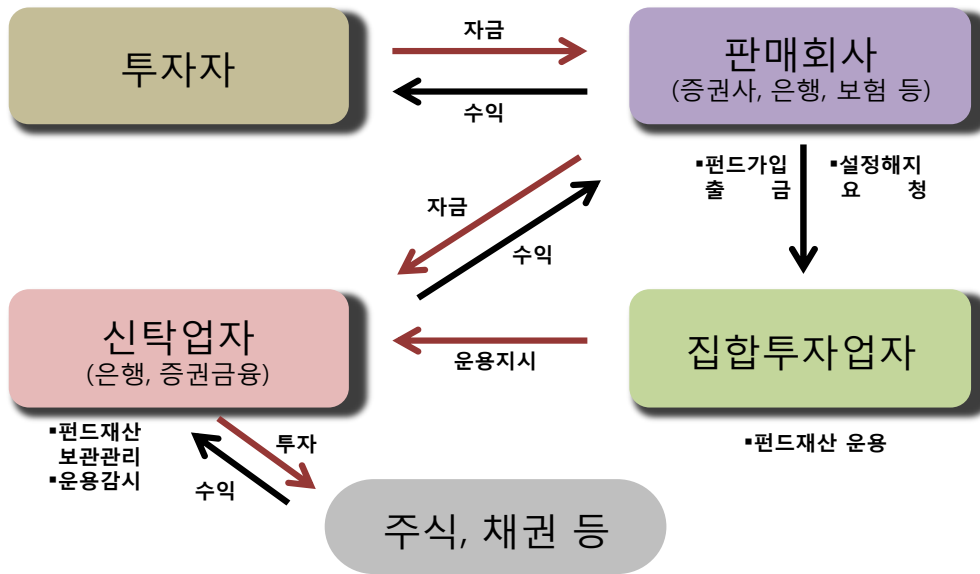 투자자
자금
수익
판매회사
(증권사, 은행, 보험 등)
▪펀드가입
출 금
▪설정해지
요 청
자금
수익
신탁업자
(은행, 증권금융)
운용지시
집합투자업자
▪펀드재산
보관관리
▪운용감시
투자
수익
▪펀드재산 운용
주식, 채권 등